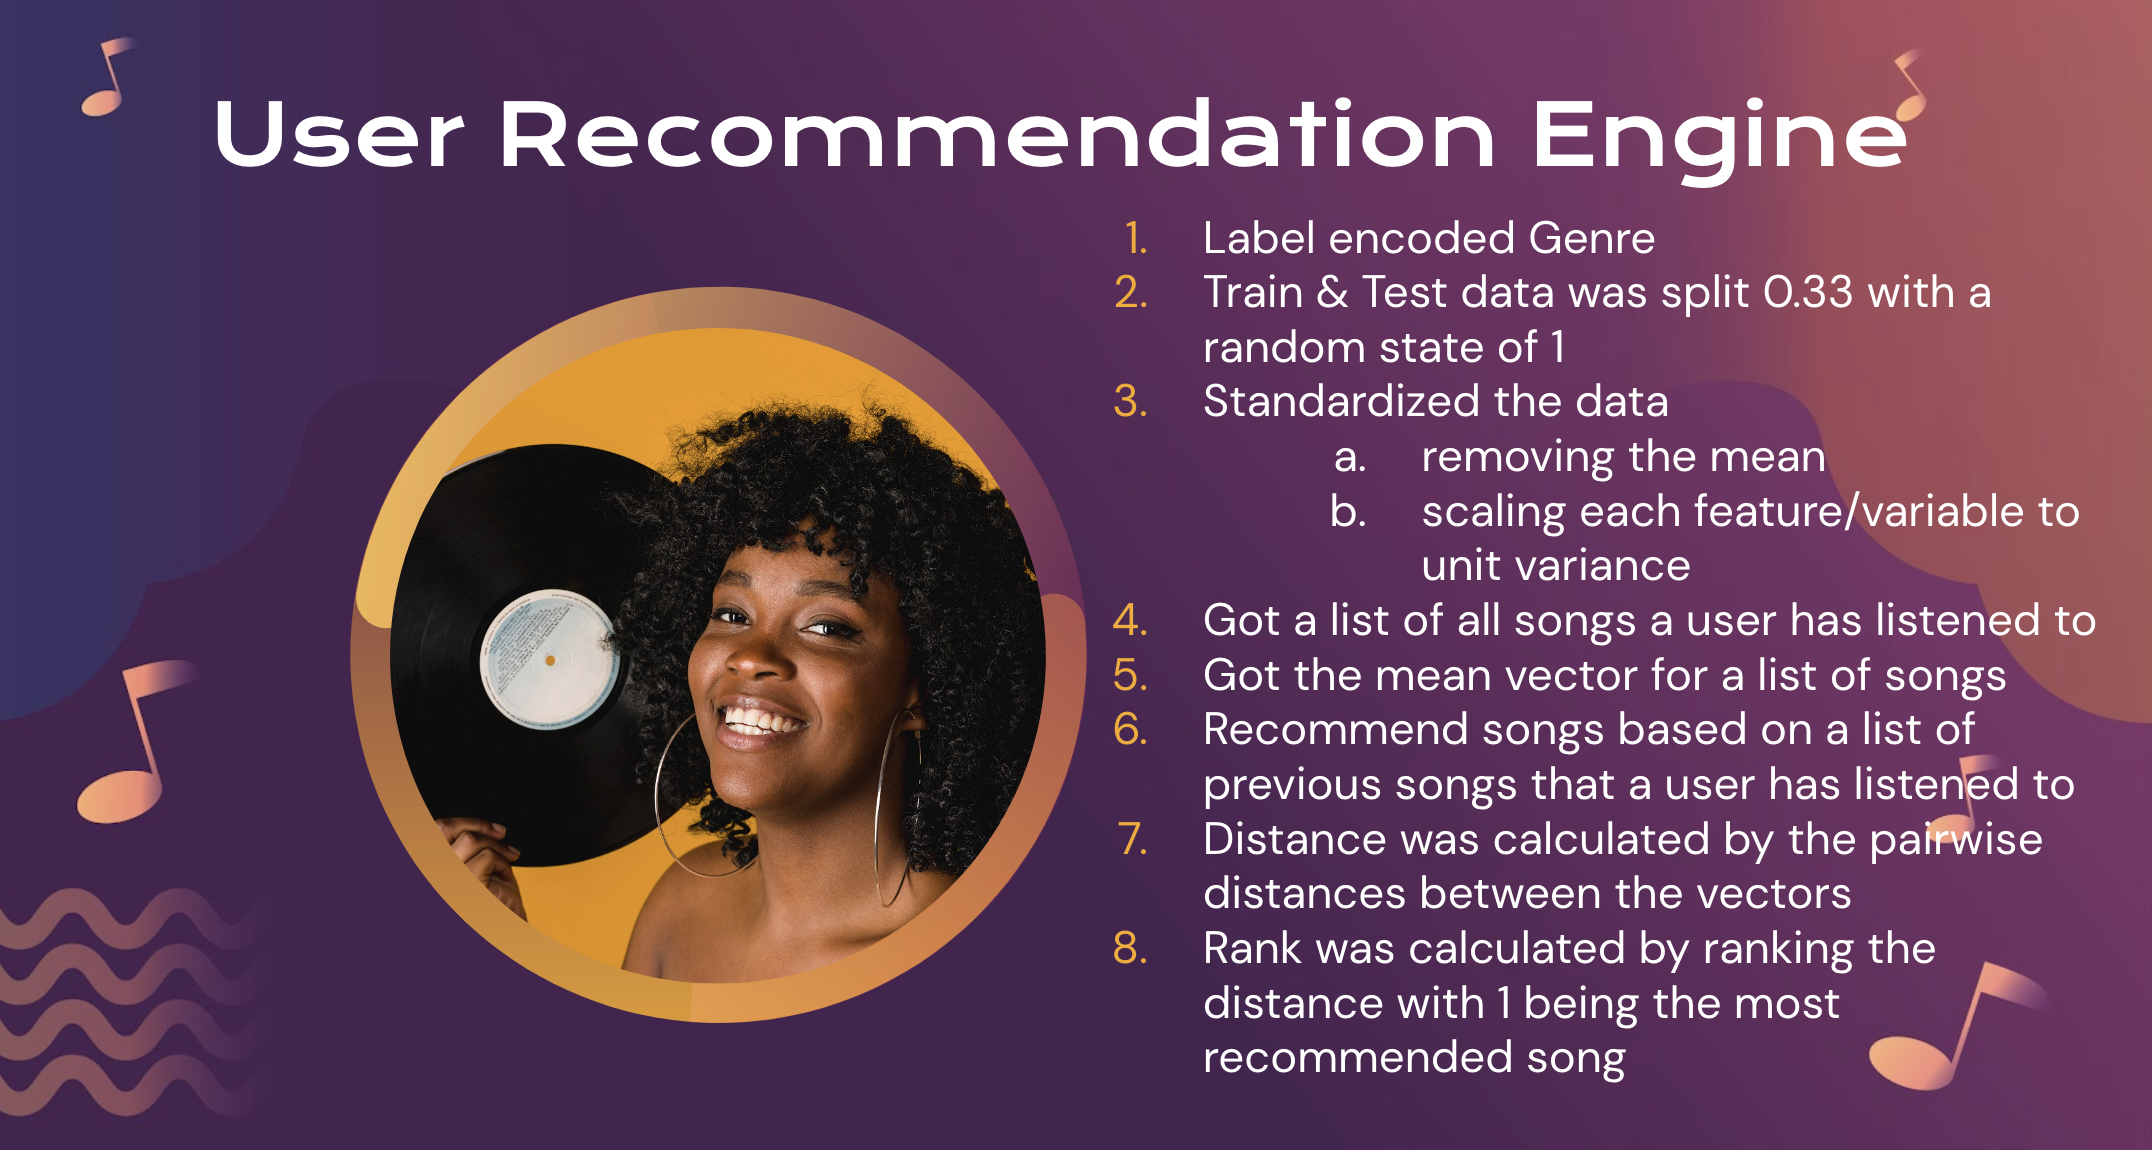 User Recommendation Engine
1. Label encoded Genre
2. Train & Test data was split 0.33 with a
random state of 1
3. Standardized the data
a. removing the mean
b. scaling each feature/variable to
unit variance
4. Got a list of all songs a user has listened to
5. Got the mean vector for a list of songs
6. Recommend songs based on a list of
previous songs that a user has listened to
7. Distance was calculated by the pairwise
distances between the vectors
8. Rank was calculated by ranking the
distance with 1 being the most
recommended song